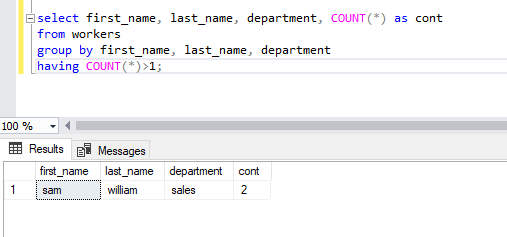 select first_name, last_name, department, COUNT(*) as cont
from workers
group by first_name, last_name, department
having COUNT(*)>1;
100 %
Results Messages
first_name last_name department cont
1 sam william sales 2